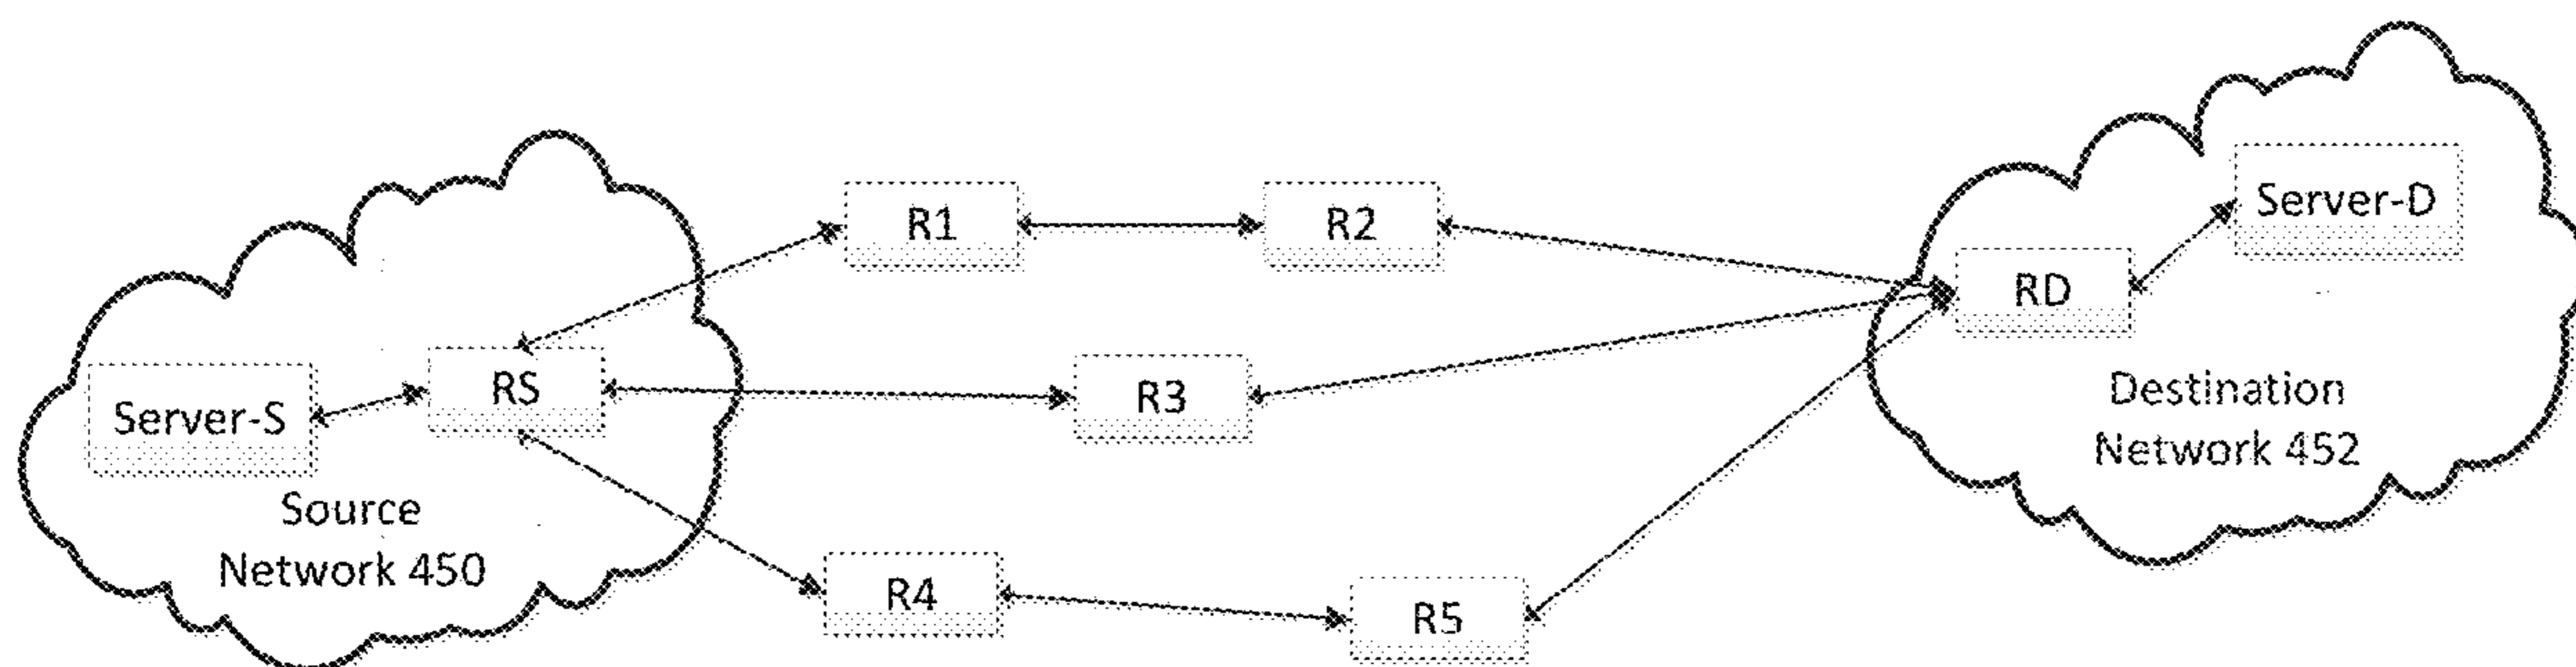 Server-D
R1
R2
RD
Server-S
RS
R3
Destination
Network 452
Source
Network 450
R4
R5